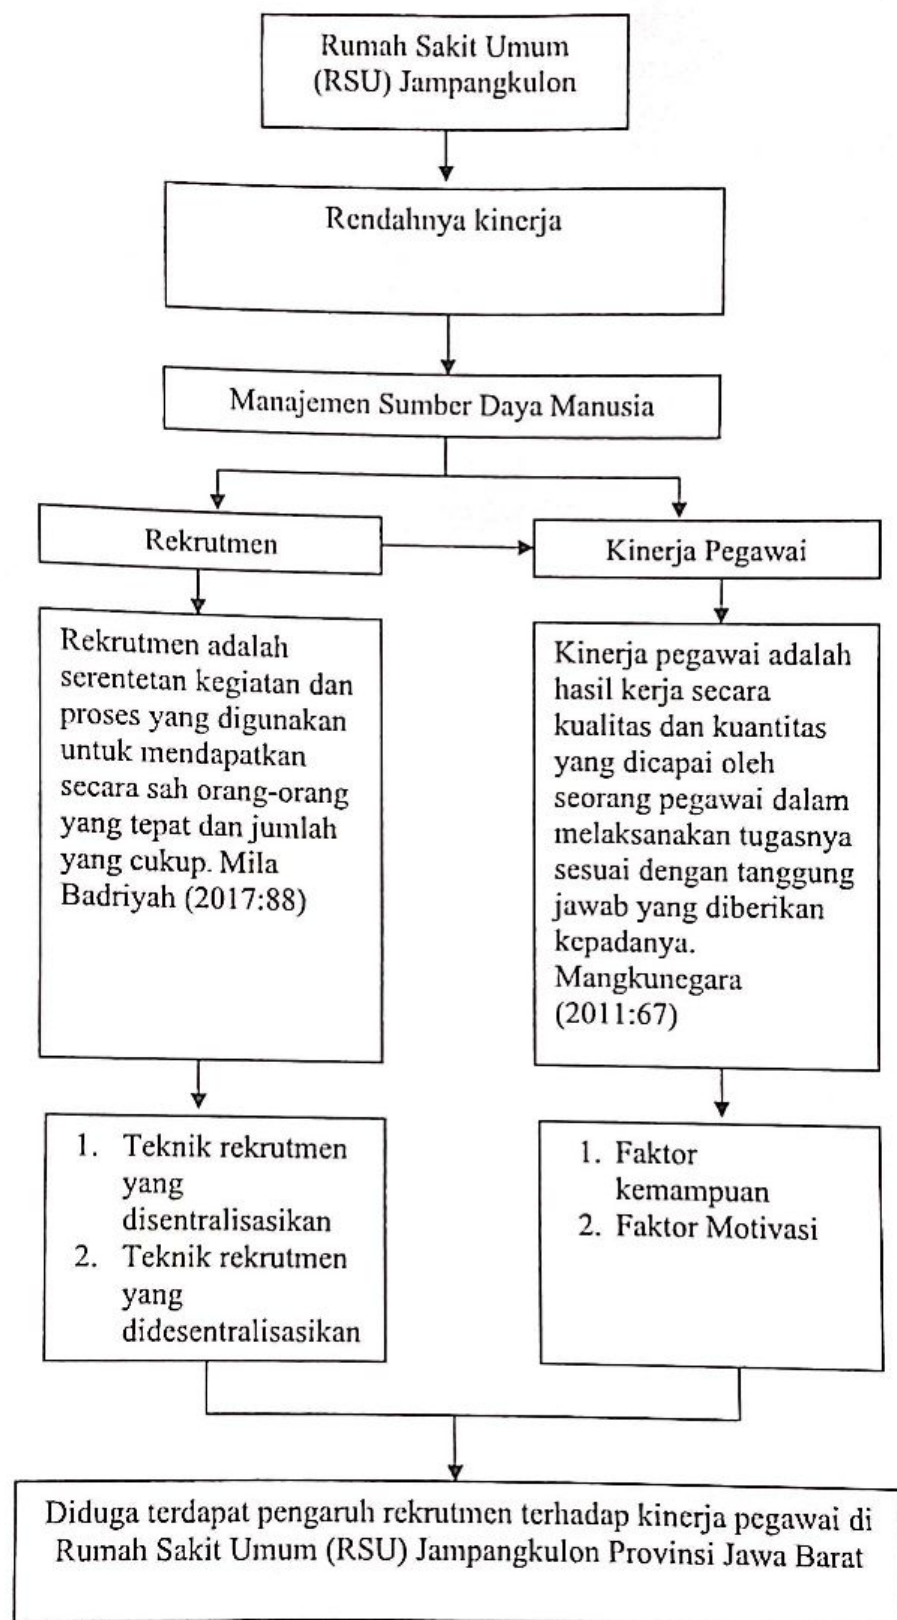 Rumah Sakit Umum
(RSU) Jampangkulon
Rendahnya kinerja
Manajemen Sumber Daya Manusia
Rekrutmen
Kinerja Pegawai
Rekrutmen adalah
serentetan kegiatan dan
proses yang digunakan
untuk mendapatkan
secara sah orang-orang
yang tepat dan jumlah
yang cukup. Mila
Badriyah (2017:88)
Kinerja pegawai adalah
hasil kerja secara
kualitas dan kuantitas
yang dicapai oleh
seorang pegawai dalam
melaksanakan tugasnya
sesuai dengan tanggung
jawab yang diberikan
kepadanya.
Mangkunegara
(2011:67)
1. Teknik rekrutmen
yang
disentralisasikan
2. Teknik rekrutmen
yang
didesentralisasikan
1. Faktor
kemampuan
2. Faktor Motivasi
Diduga terdapat pengaruh rekrutmen terhadap kinerja pegawai di
Rumah Sakit Umum (RSU) Jampangkulon Provinsi Jawa Barat